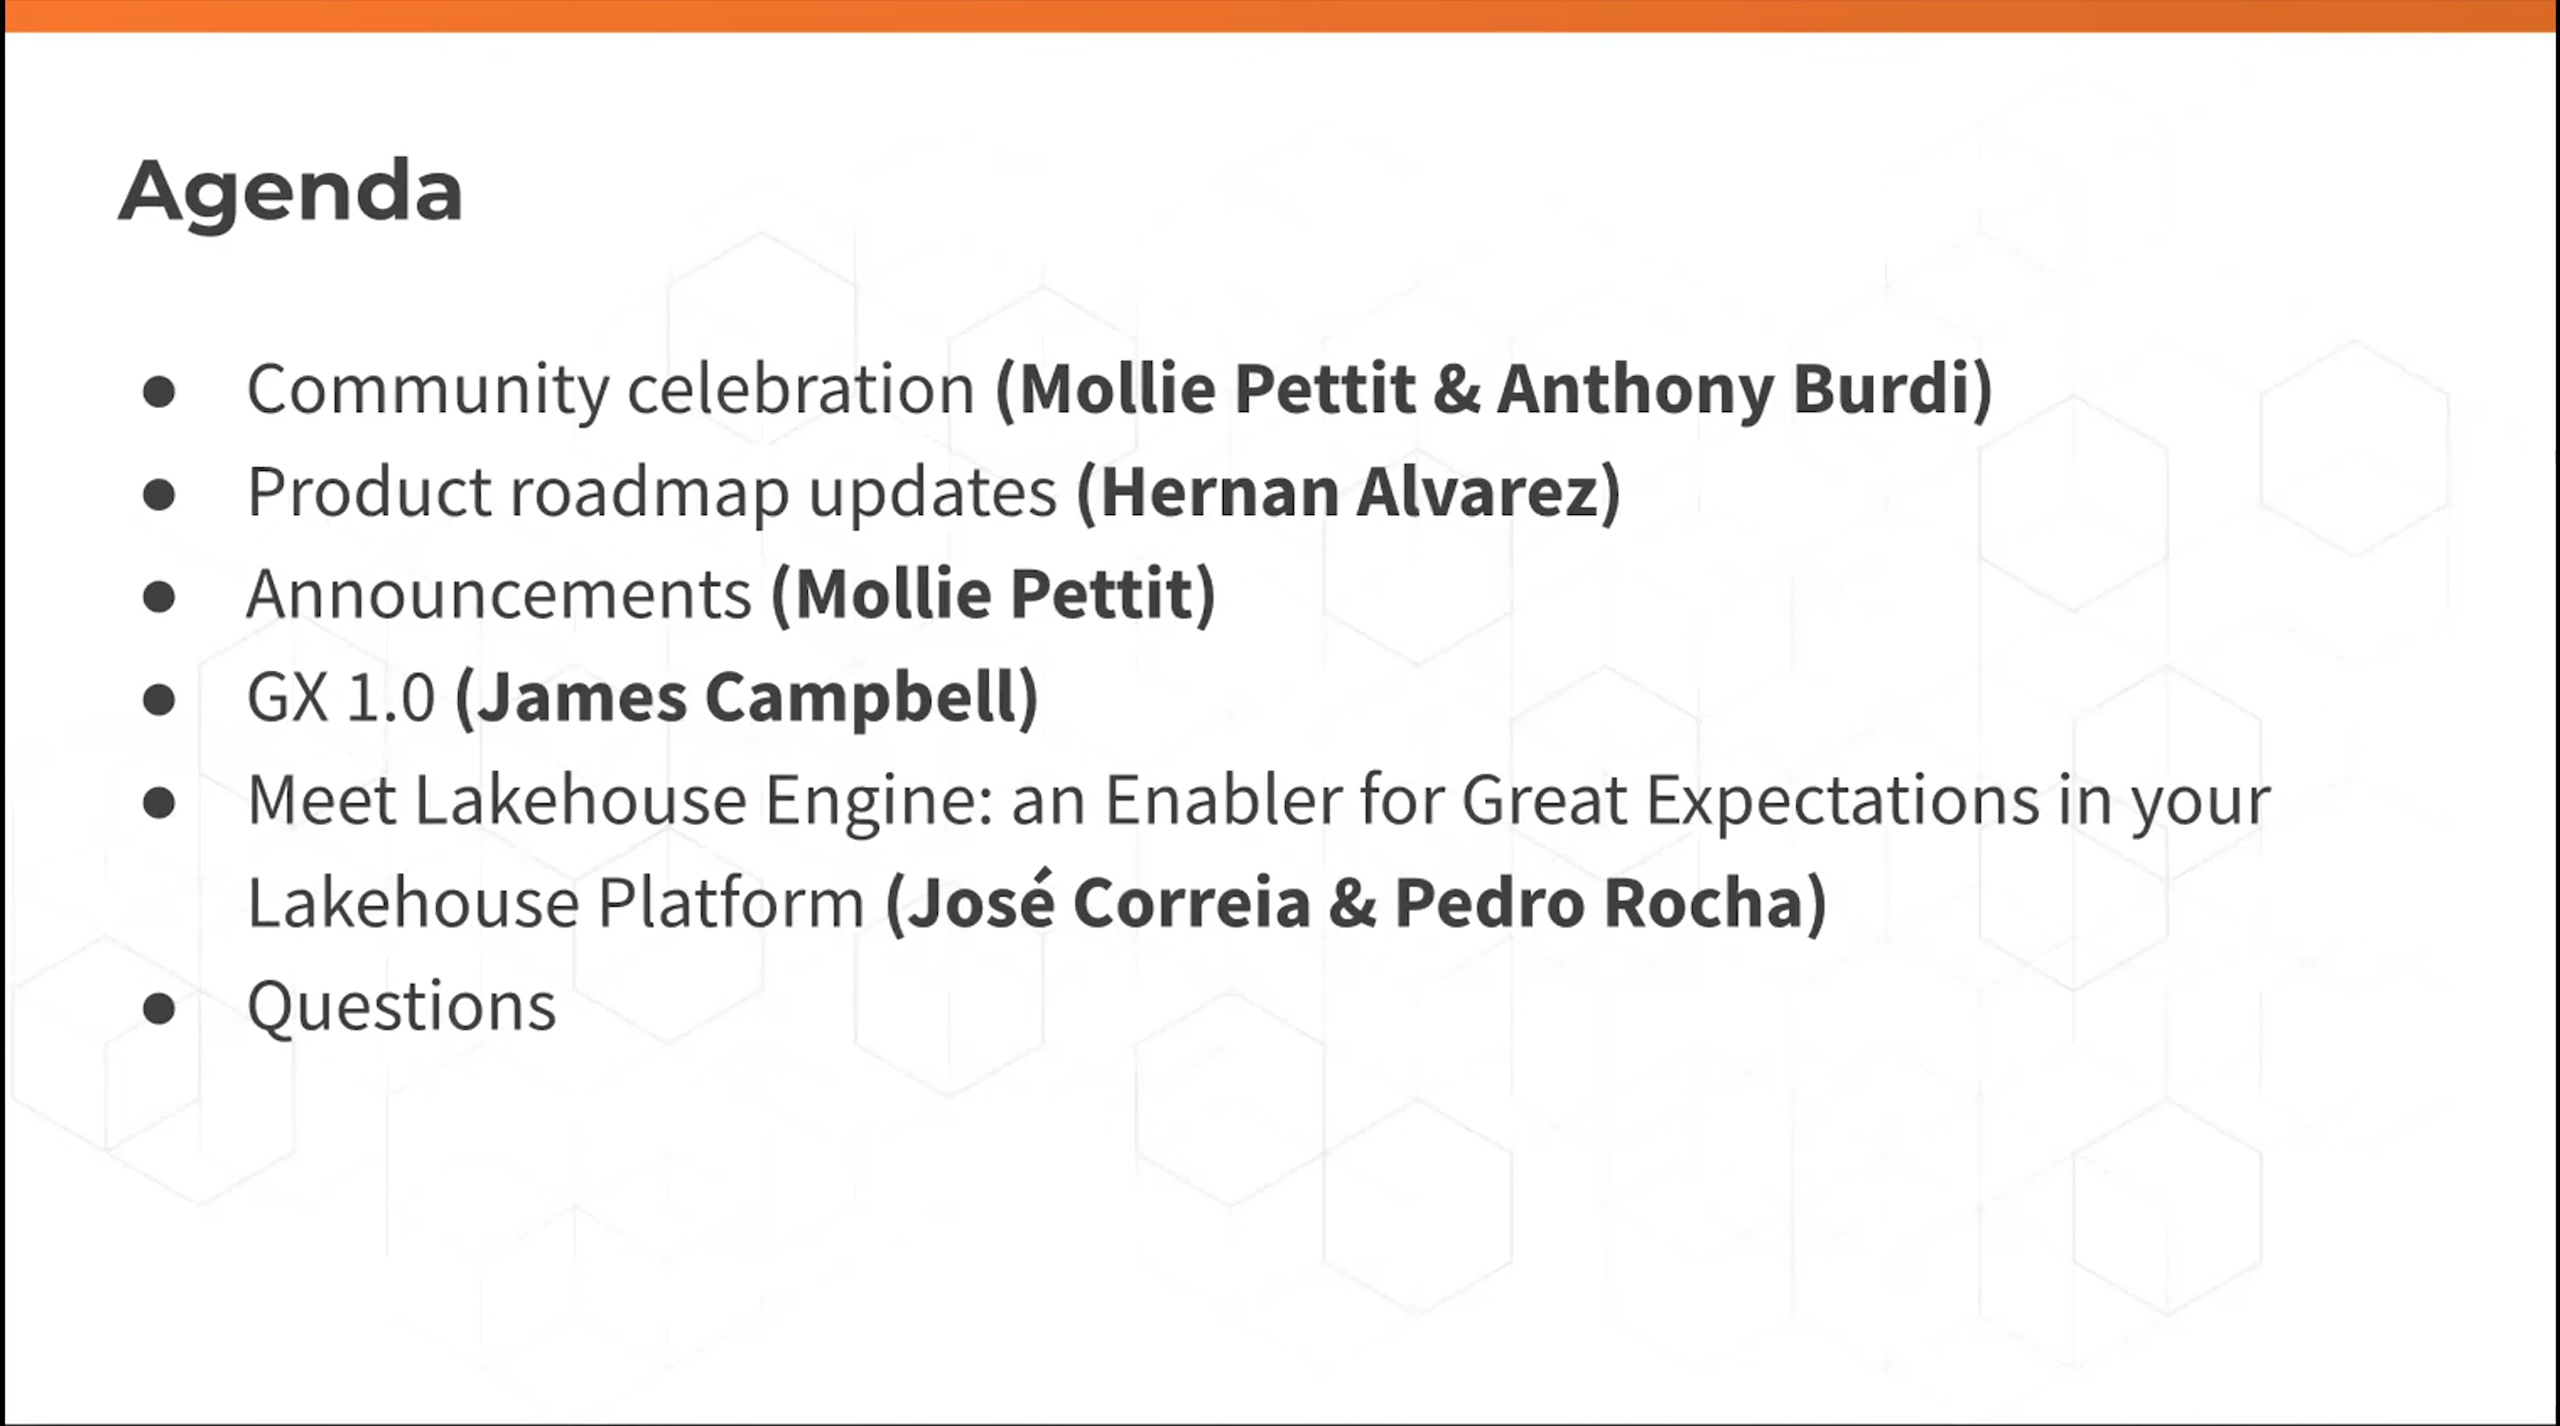 Agenda
● Community celebration (Mollie Pettit & Anthony Burdi)
● Product roadmap updates (Hernan Alvarez)
● Announcements (Mollie Pettit)
● GX 1.0 (James Campbell)
● Meet Lakehouse Engine: an Enabler for Great Expectations in your
Lakehouse Platform (José Correia & Pedro Rocha)
● Questions